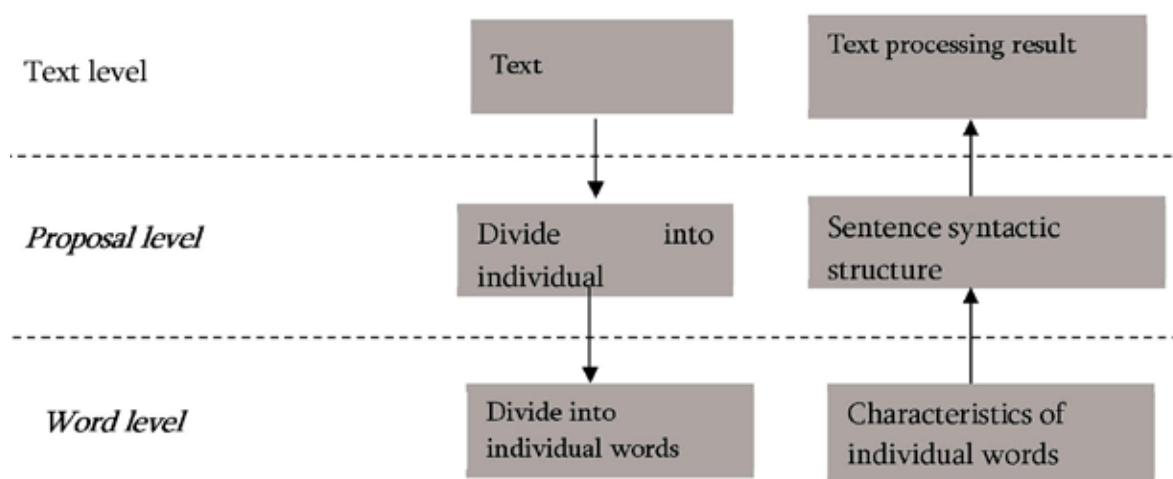 Text level
Text
Text processing result
Proposal level
Divide into
individual
Sentence syntactic
structure
Word level
Divide into
individual words
Characteristics of
individual words